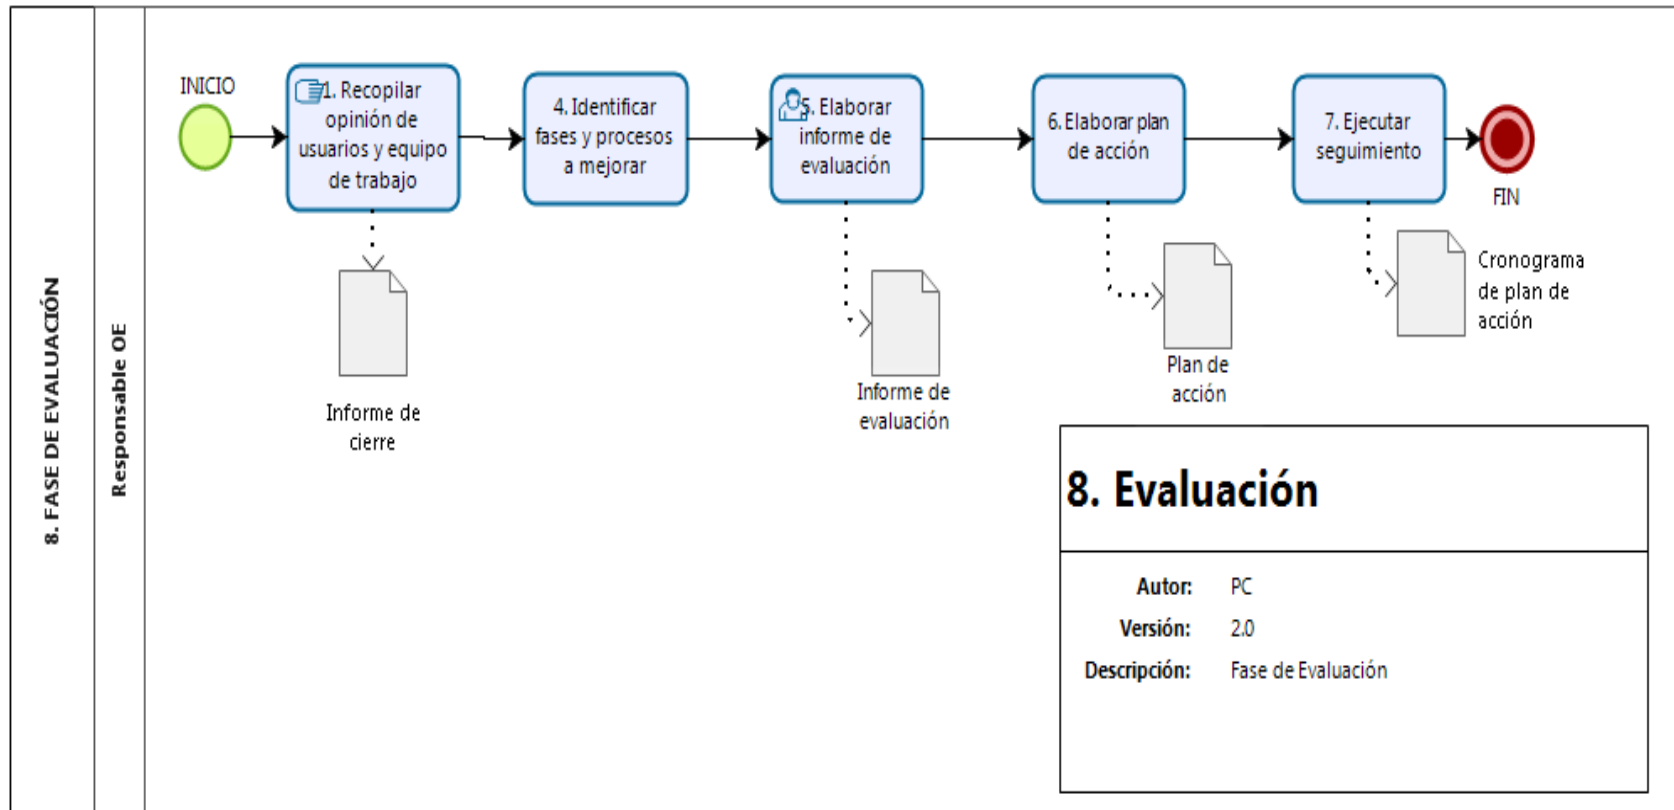 8. FASE DE EVALUACIÓN
Responsable OE
INICIO
1. Recopilar
opinión de
usuarios y equipo
de trabajo
4. Identificar
fases y procesos
a mejorar
5. Elaborar
informe de
evaluación
6. Elaborar plan
de acción
7. Ejecutar
seguimiento
FIN
Informe de
cierre
Informe de
evaluación
Plan de
acción
Cronograma
de plan de
acción
8. Evaluación
Autor: PC
Versión: 2.0
Descripción: Fase de Evaluación